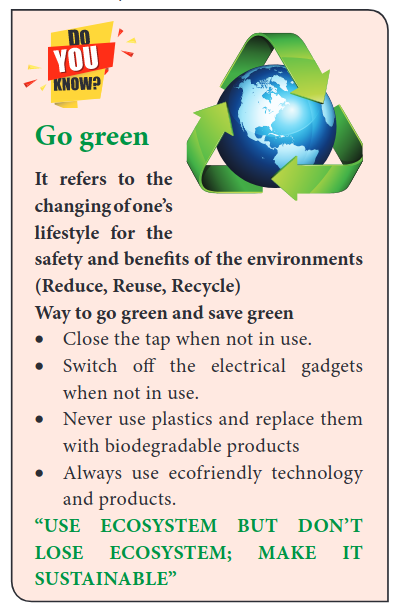 DO
YOU
KNOW?
Go green
It refers to the
changing of one's
lifestyle for the
safety and benefits of the environments
(Reduce, Reuse, Recycle)
Way to go green and save green
• Close the tap when not in use.
• Switch off the electrical gadgets
when not in use.
• Never use plastics and replace them
with biodegradable products
• Always use ecofriendly technology
and products.
“USE ECOSYSTEM BUT DON'T
LOSE ECOSYSTEM; MAKE IT
SUSTAINABLE”